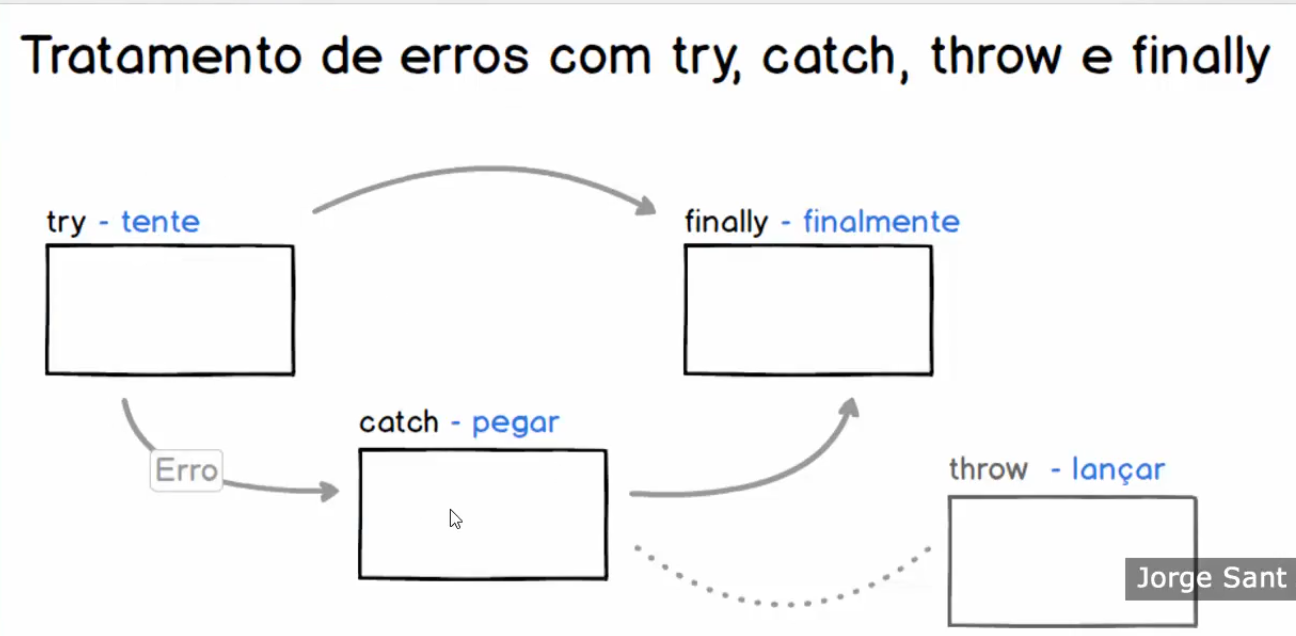 Tratamento de erros com try, catch, throw e finally
try - tente
finally - finalmente
catch - pegar
Erro
throw - lançar
Jorge Sant